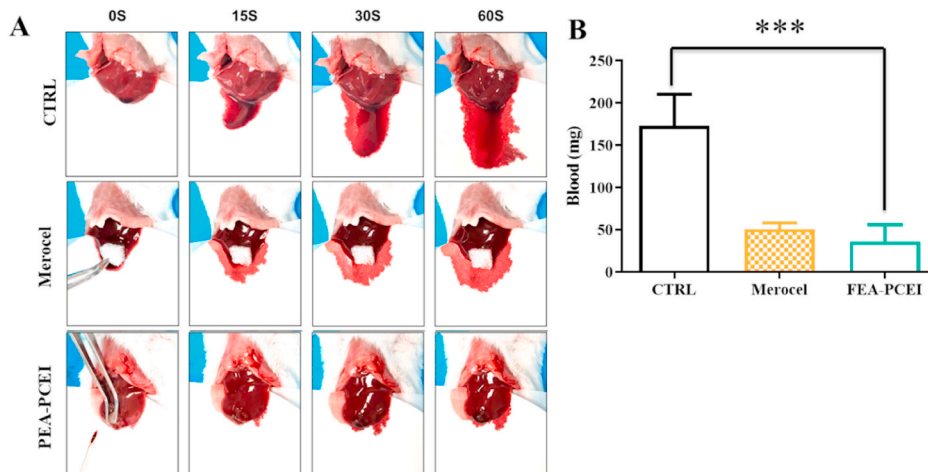 A
0S 15S 30S 60S
CTRL
Merocel
PEA-PCEI
B
***
Blood (mg)
250
200
150
100
50
0
CTRL Merocel FEA-PCEI